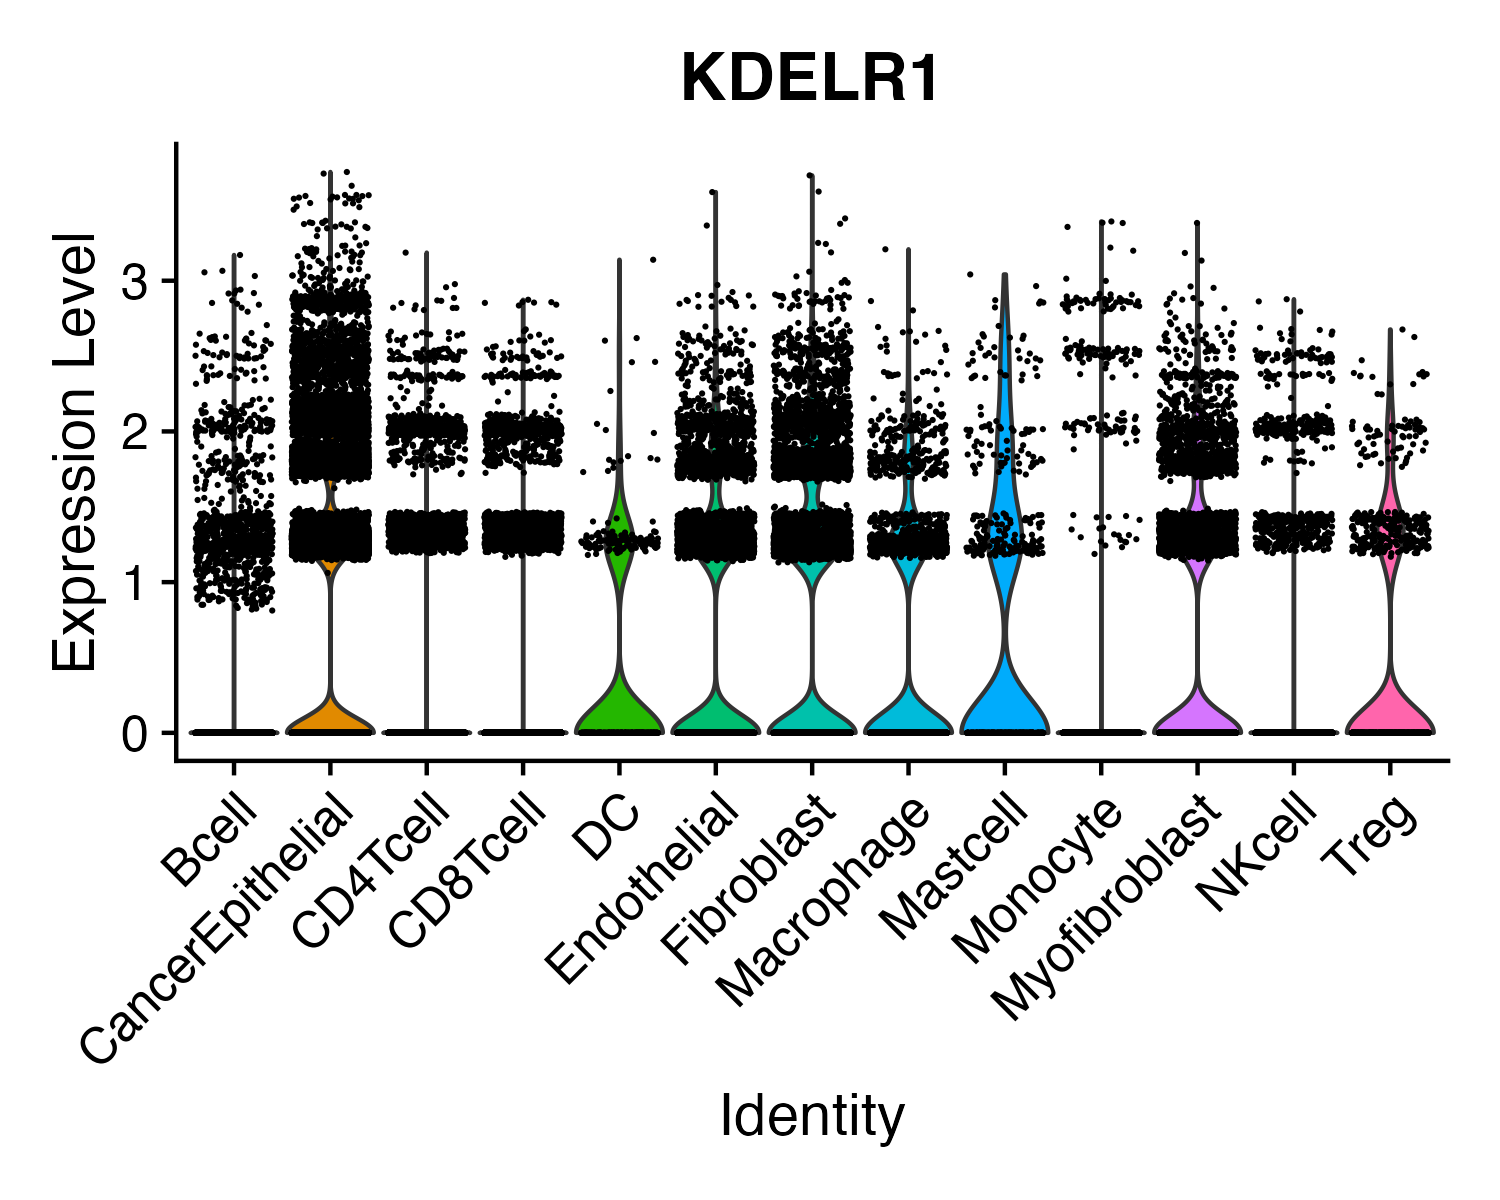 KDELR1
Expression Level
3
2
1
0
Bcell
CancerEpithelial
CD4Tcell
CD8Tcell
DC
Endothelial
Fibroblast
Macrophage
Mastcell
Monocyte
Myofibroblast
NKcell
Treg
Identity